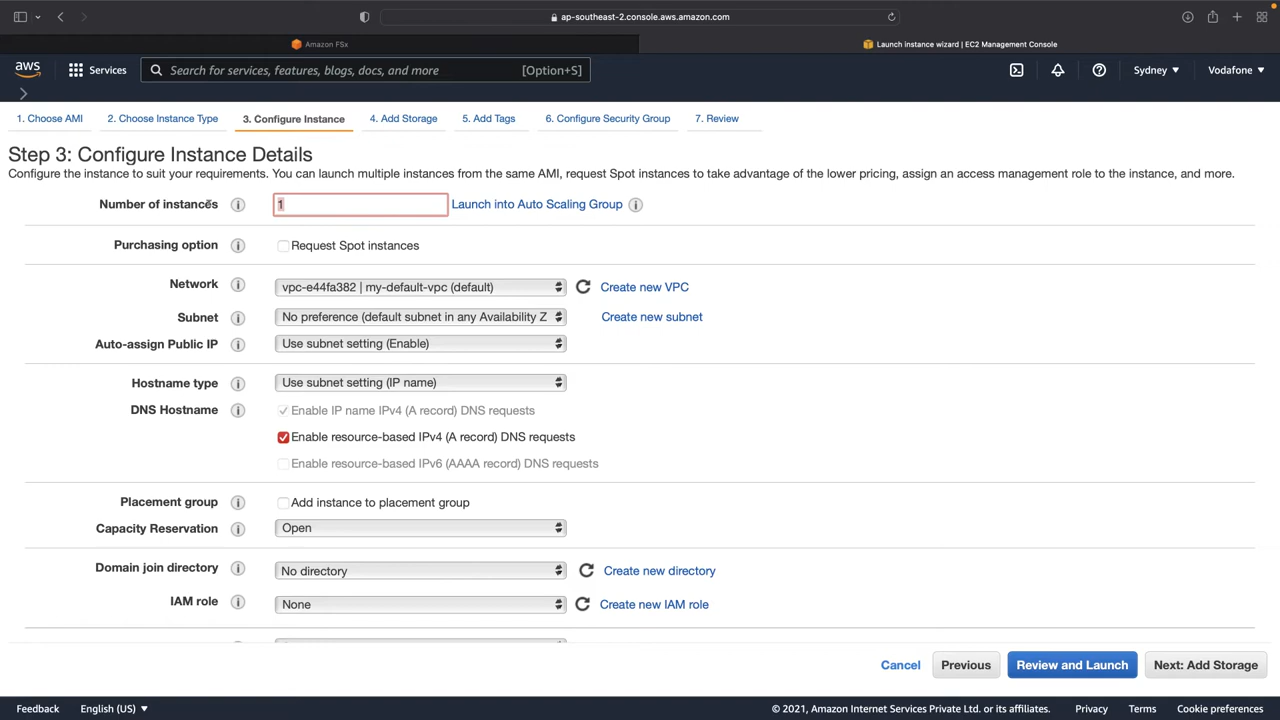 ap-southeast-2.console.aws.amazon.com
Amazon FSx
Launch instance wizard | EC2 Management Console
aws
Services
Search for services, features, blogs, docs, and more
[Option+S]
Sydney
Vodafone
1. Choose AMI
2. Choose Instance Type
3. Configure Instance
4. Add Storage
5. Add Tags
6. Configure Security Group
7. Review
Step 3: Configure Instance Details
Configure the instance to suit your requirements. You can launch multiple instances from the same AMI, request Spot instances to take advantage of the lower pricing, assign an access management role to the instance, and more.
Number of instances
1
Launch into Auto Scaling Group
Purchasing option
Request Spot instances
Network
vpc-e44fa382 | my-default-vpc (default)
Create new VPC
Subnet
No preference (default subnet in any Availability Z
Create new subnet
Auto-assign Public IP
Use subnet setting (Enable)
Hostname type
Use subnet setting (IP name)
DNS Hostname
Enable IP name IPv4 (A record) DNS requests
Enable resource-based IPv4 (A record) DNS requests
Enable resource-based IPv6 (AAAA record) DNS requests
Placement group
Add instance to placement group
Capacity Reservation
Open
Domain join directory
No directory
Create new directory
IAM role
None
Create new IAM role
Cancel
Previous
Review and Launch
Next: Add Storage
Feedback
English (US)
© 2021, Amazon Internet Services Private Ltd. or its affiliates.
Privacy
Terms
Cookie preferences